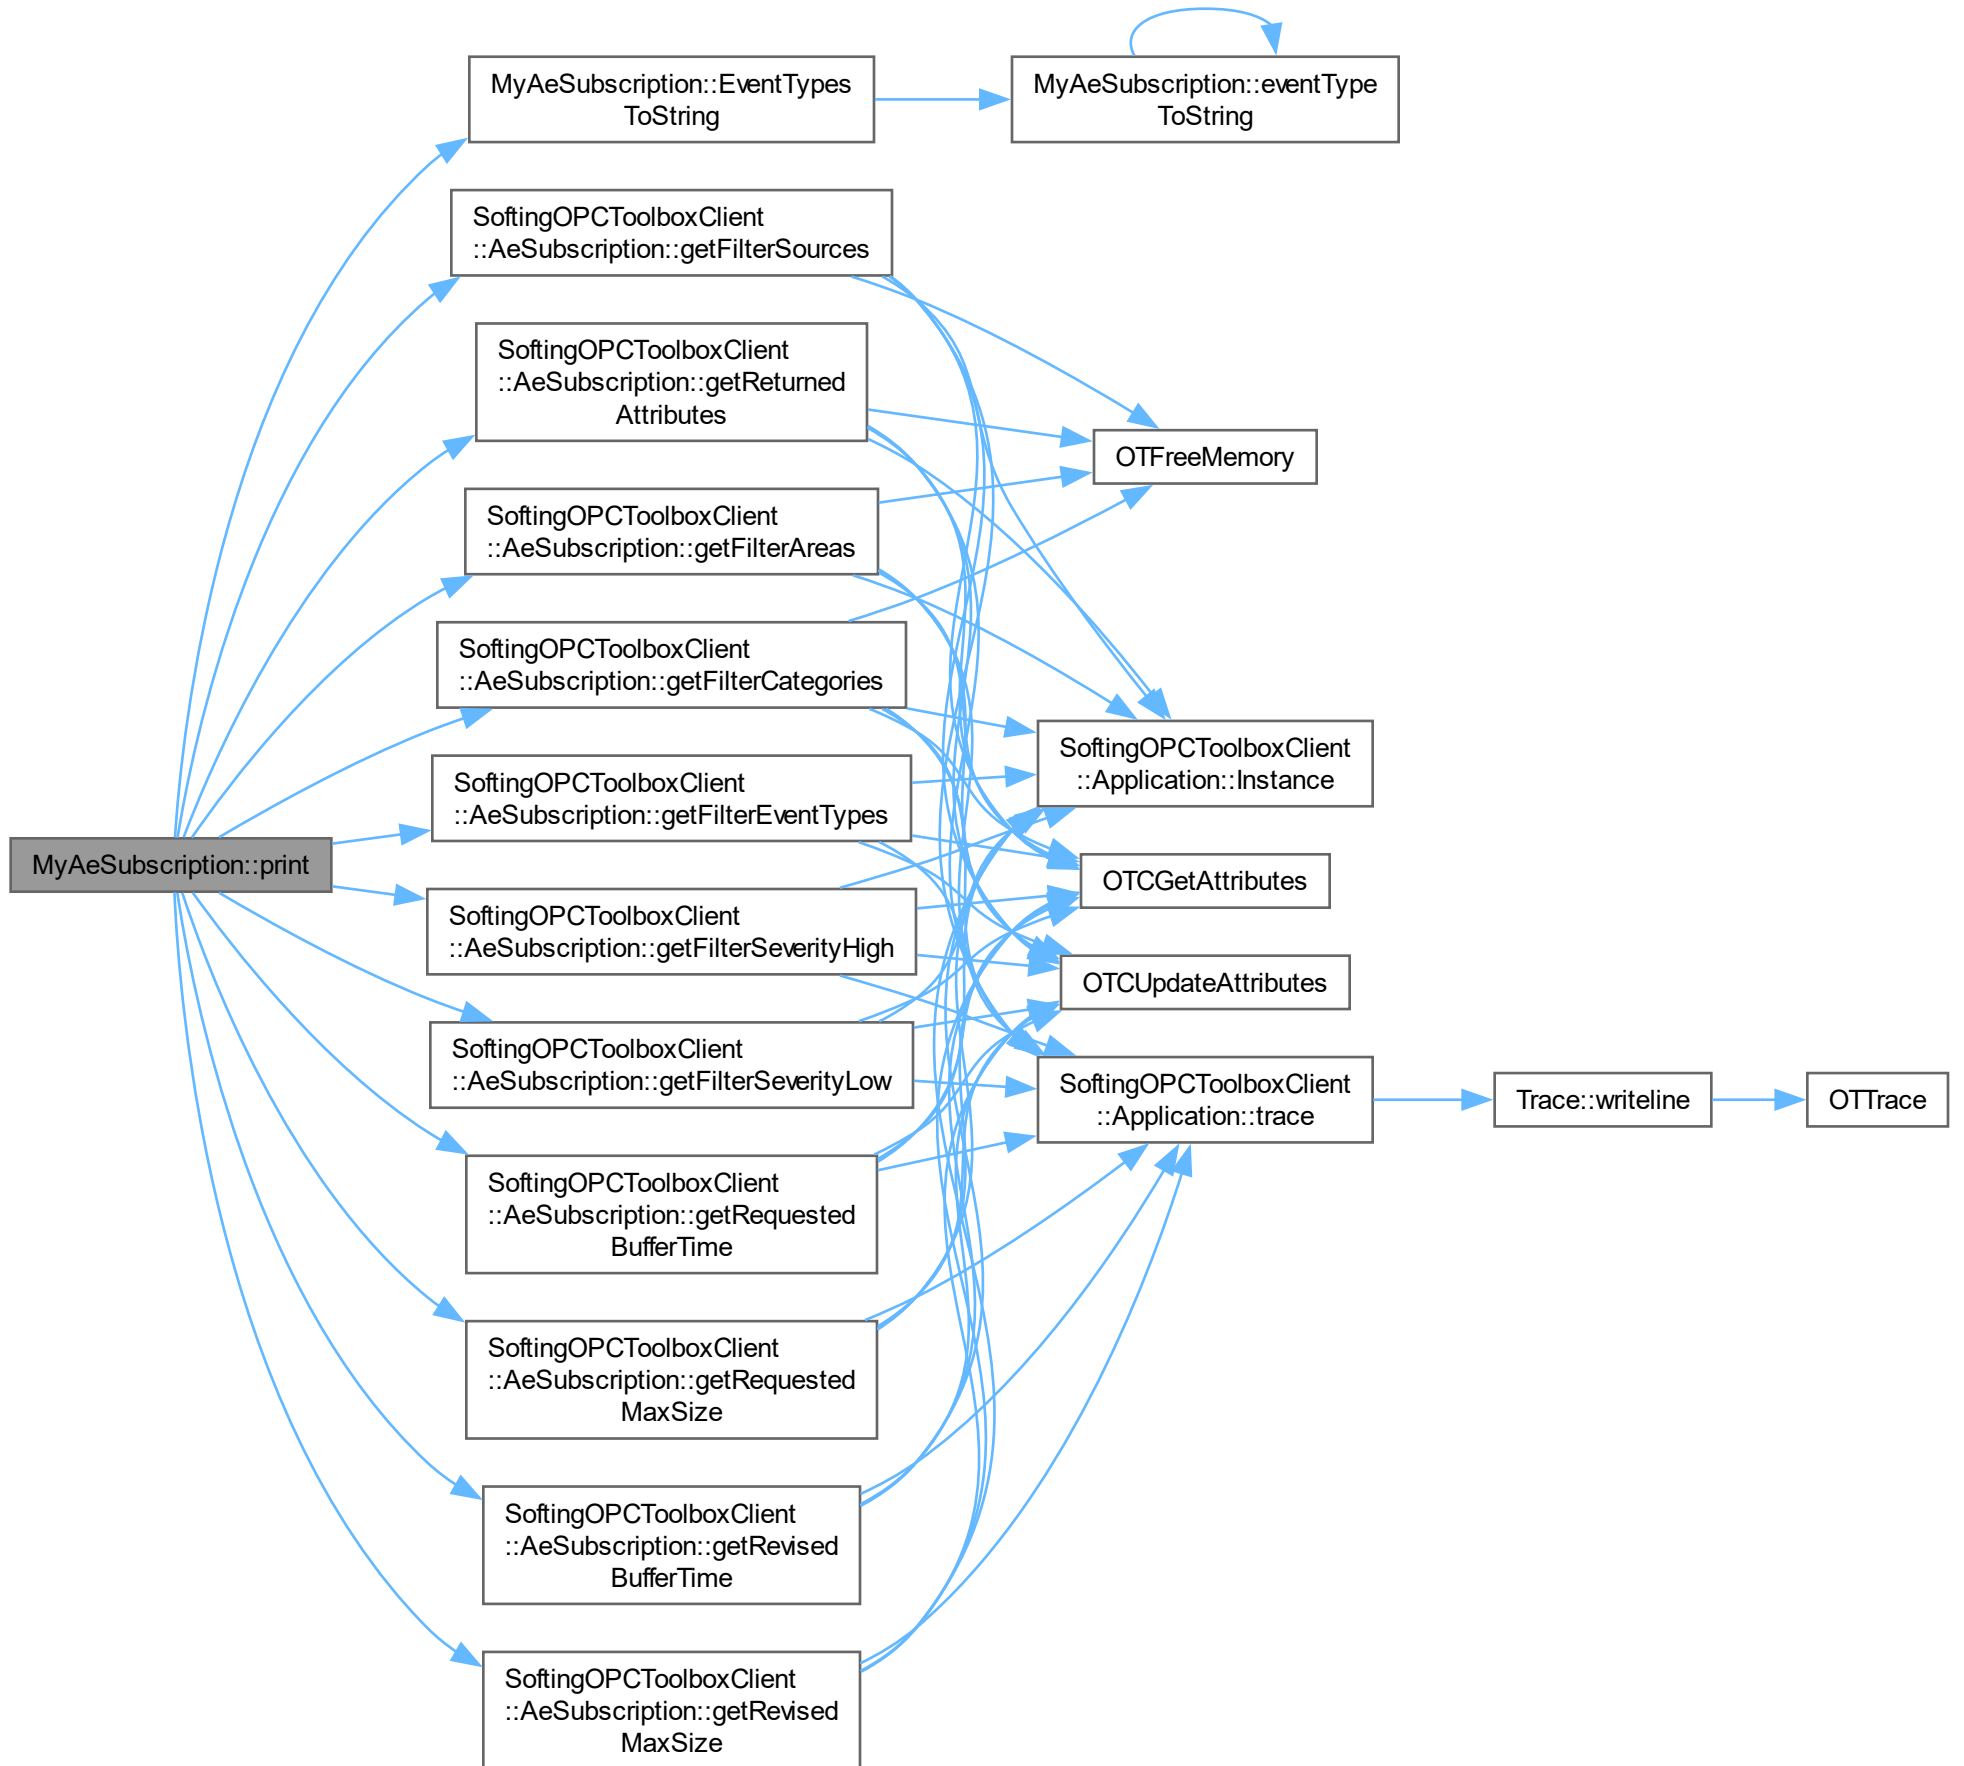 MyAeSubscription::print
MyAeSubscription::EventTypes
ToString
MyAeSubscription::eventType
ToString
SoftingOPCToolboxClient
::AeSubscription::getFilterSources
SoftingOPCToolboxClient
::AeSubscription::getReturned
Attributes
SoftingOPCToolboxClient
::AeSubscription::getFilterAreas
SoftingOPCToolboxClient
::AeSubscription::getFilterCategories
SoftingOPCToolboxClient
::AeSubscription::getFilterEventTypes
SoftingOPCToolboxClient
::AeSubscription::getFilterSeverityHigh
SoftingOPCToolboxClient
::AeSubscription::getFilterSeverityLow
SoftingOPCToolboxClient
::AeSubscription::getRequested
BufferTime
SoftingOPCToolboxClient
::AeSubscription::getRequested
MaxSize
SoftingOPCToolboxClient
::AeSubscription::getRevised
BufferTime
SoftingOPCToolboxClient
::AeSubscription::getRevised
MaxSize
OTFreeMemory
SoftingOPCToolboxClient
::Application::Instance
OTCGetAttributes
OTCUpdateAttributes
SoftingOPCToolboxClient
::Application::trace
Trace::writeline
OTTrace